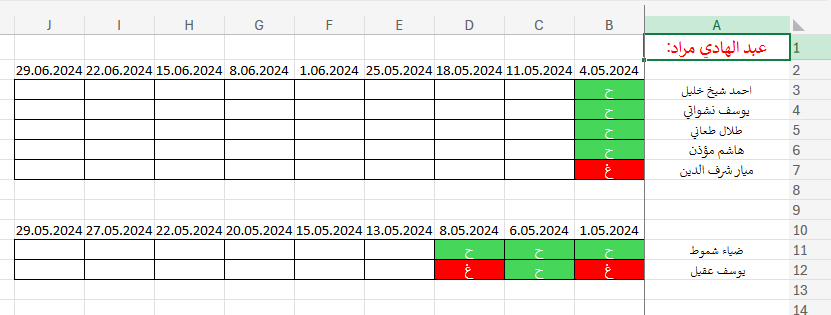 A B C D E F G H I J
1 عبد الهادي مراد:
2 4.05.2024 11.05.2024 18.05.2024 25.05.2024 1.06.2024 8.06.2024 15.06.2024 22.06.2024 29.06.2024
3 احمد شيخ خليل ح
4 يوسف نشواتي ح
5 طلال طعاني ح
6 هاشم مؤذن ح
7 ميار شرف الدين غ
8
9
10 1.05.2024 6.05.2024 8.05.2024 13.05.2024 15.05.2024 20.05.2024 22.05.2024 27.05.2024 29.05.2024
11 ضياء شموط ح ح ح
12 يوسف عقيل غ ح غ
13
14